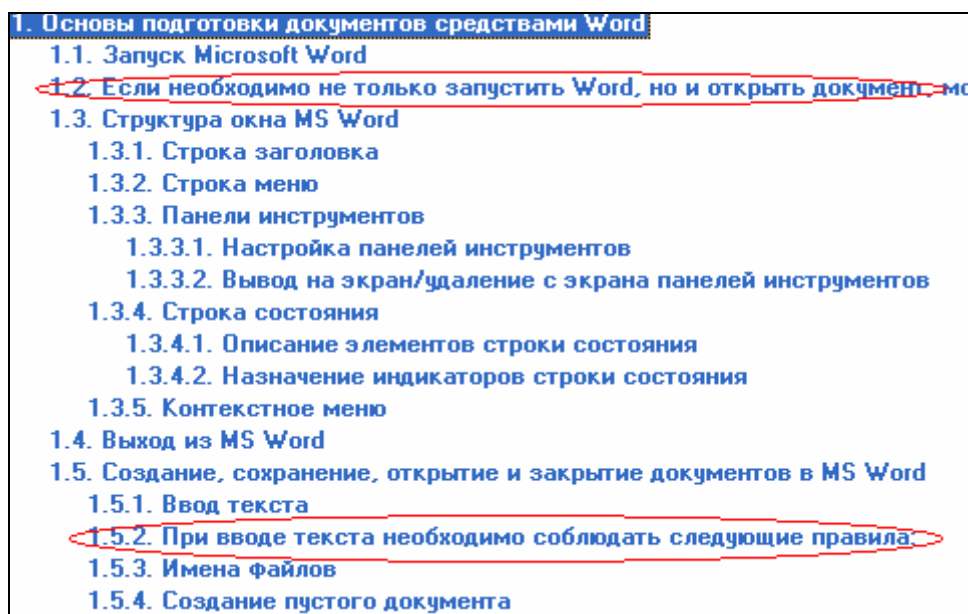 1. Основы подготовки документов средствами Word
1.1. Запуск Microsoft Word
1.2. Если необходимо не только запустить Word, но и открыть документ, мо
1.3. Структура окна MS Word
1.3.1. Строка заголовка
1.3.2. Строка меню
1.3.3. Панели инструментов
1.3.3.1. Настройка панелей инструментов
1.3.3.2. Вывод на экран/удаление с экрана панелей инструментов
1.3.4. Строка состояния
1.3.4.1. Описание элементов строки состояния
1.3.4.2. Назначение индикаторов строки состояния
1.3.5. Контекстное меню
1.4. Выход из MS Word
1.5. Создание, сохранение, открытие и закрытие документов в MS Word
1.5.1. Ввод текста
1.5.2. При вводе текста необходимо соблюдать следующие правила:
1.5.3. Имена файлов
1.5.4. Создание пустого документа